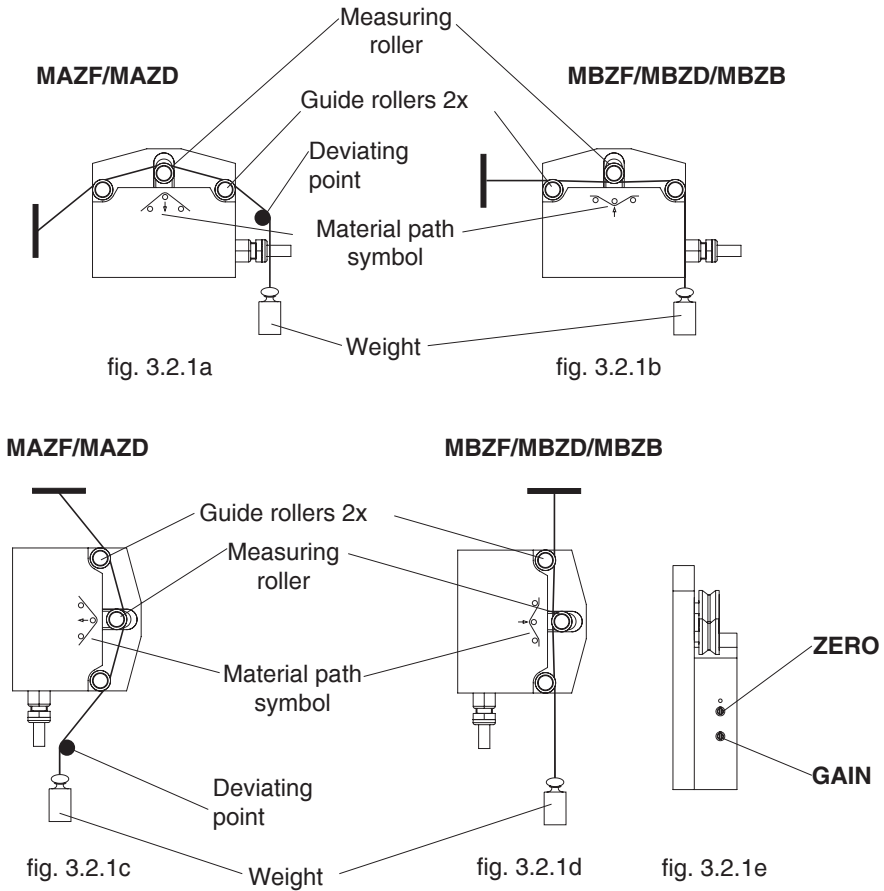 Measuring
roller
MAZF/MAZD
MBZF/MBZD/MBZB
Guide rollers 2x
Deviating
point
Material path
symbol
Weight
fig. 3.2.1a
fig. 3.2.1b
MAZF/MAZD
MBZF/MBZD/MBZB
Guide rollers 2x
Measuring
roller
Material path
symbol
ZERO
GAIN
Deviating
point
Weight
fig. 3.2.1c
fig. 3.2.1d
fig. 3.2.1e